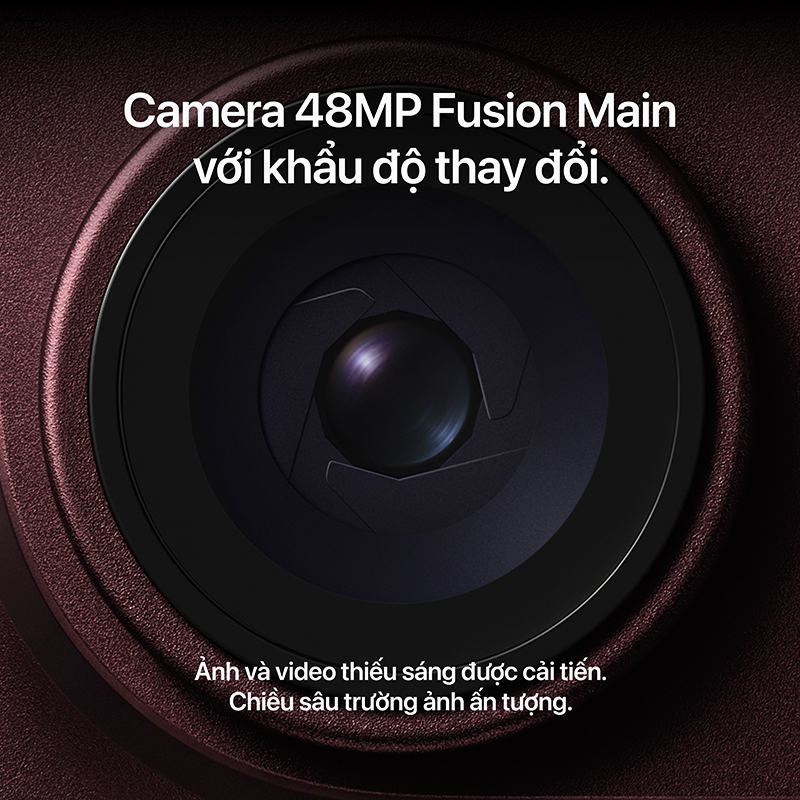 Camera 48MP Fusion Main
với khẩu độ thay đổi.
Ảnh và video thiếu sáng được cải tiến.
Chiều sâu trường ảnh ấn tượng.